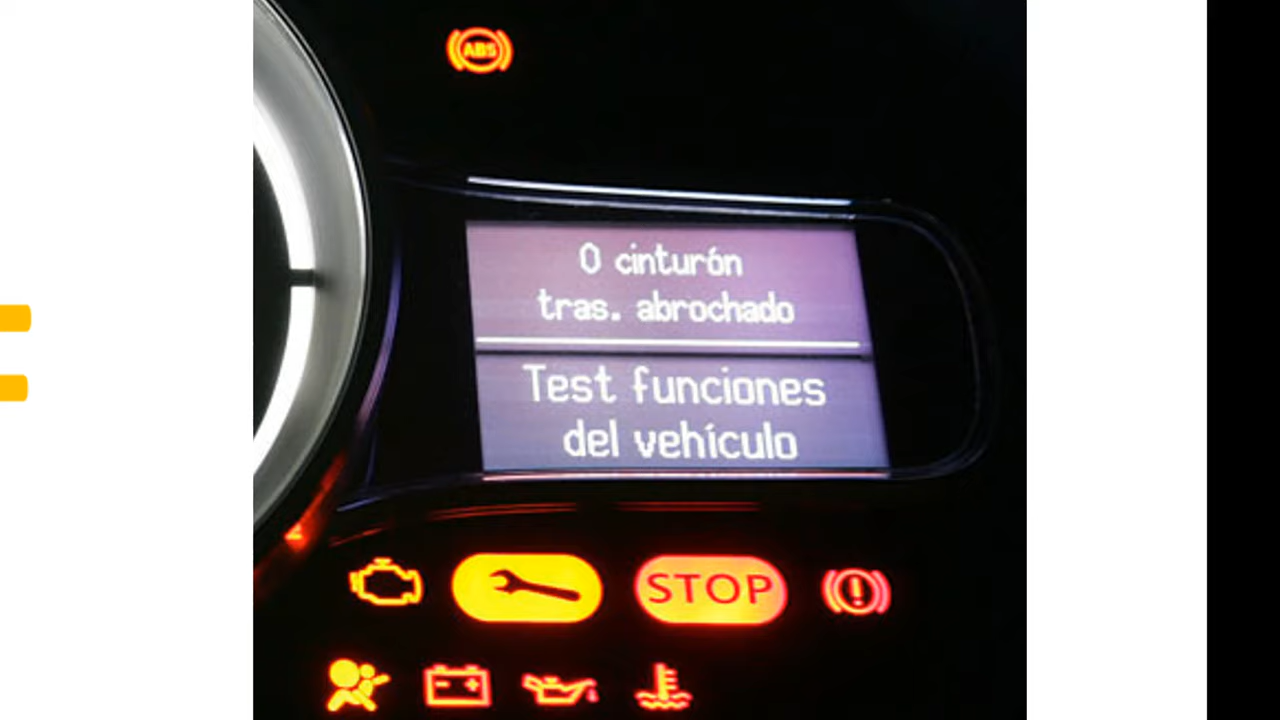 ABS
0 cinturón
tras. abrochado
Test funciones
del vehículo
STOP